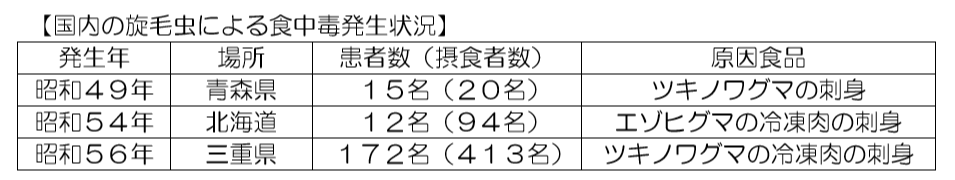 【国内の旋毛虫による食中毒発生状況】
発生年 場所 患者数（摂食者数） 原因食品
昭和４９年 青森県 １５名（２０名） ツキノワグマの刺身
昭和５４年 北海道 １２名（９４名） エゾヒグマの冷凍肉の刺身
昭和５６年 三重県 １７２名（４１３名） ツキノワグマの冷凍肉の刺身